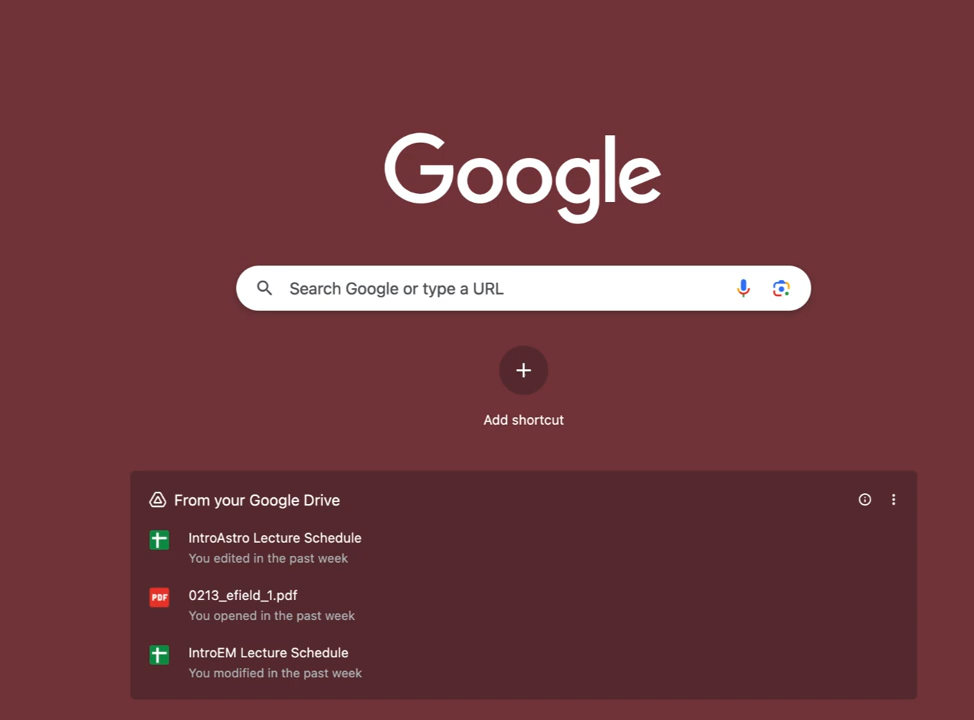 Google
Search Google or type a URL
Add shortcut
From your Google Drive
IntroAstro Lecture Schedule
You edited in the past week
PDF
0213_efield_1.pdf
You opened in the past week
IntroEM Lecture Schedule
You modified in the past week